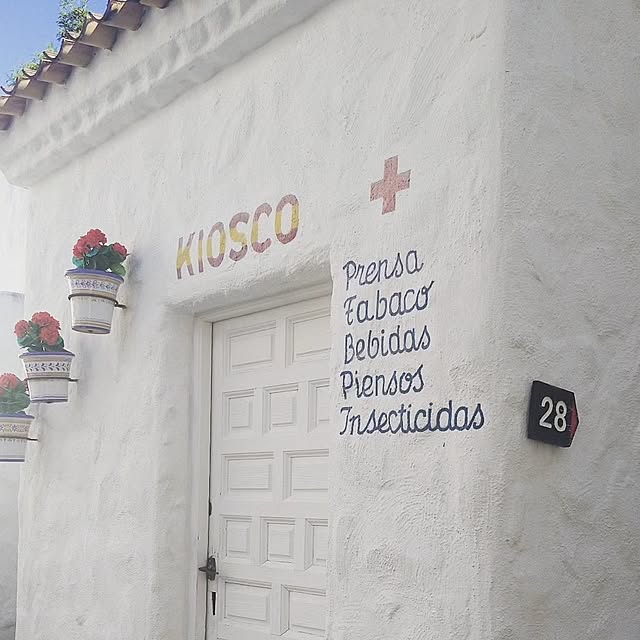 KIOSCO
Prensa
Tabaco
Bebidas
Piensos
Insecticidas
28